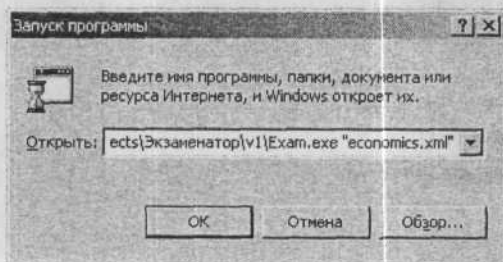 Запуск программы
Введите имя программы, папки, документа или
ресурса Интернета, и Windows откроет их.
Открыть: ects\Экзаменатор\v1\Exam.exe "economics.xml"
ОК Отмена Обзор...